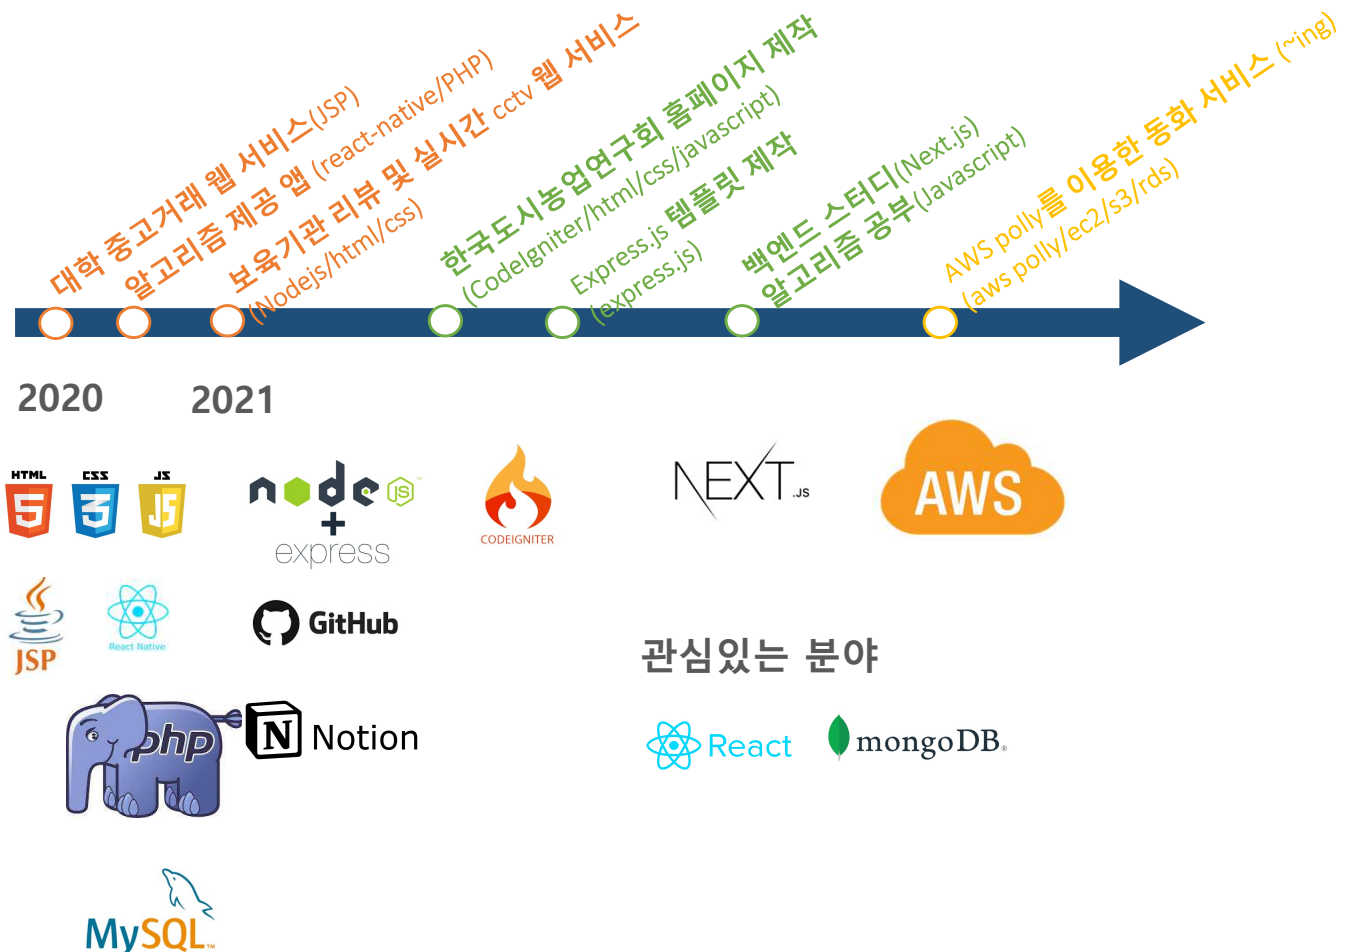 대학 중고거래 웹 서비스(JSP)
알고리즘 제공 앱 (react-native/PHP)
보육기관 리뷰 및 실시간 cctv 웹 서비스
(Nodejs/html/css)
한국도시농업연구회 홈페이지 제작
(CodeIgniter/html/css/javascript)
Express.js 템플릿 제작
(express.js)
백엔드 스터디(Next.js)
알고리즘 공부(Javascript)
AWS polly를 이용한 동화 서비스 (~ing)
(aws polly/ec2/s3/rds)
2020
2021
HTML
5
CSS
3
JS
JS
node JS
+
express
CODEIGNITER
NEXT.JS
AWS
JSP
React Native
GitHub
관심있는 분야
php
N Notion
React
mongoDB®
MySQL™